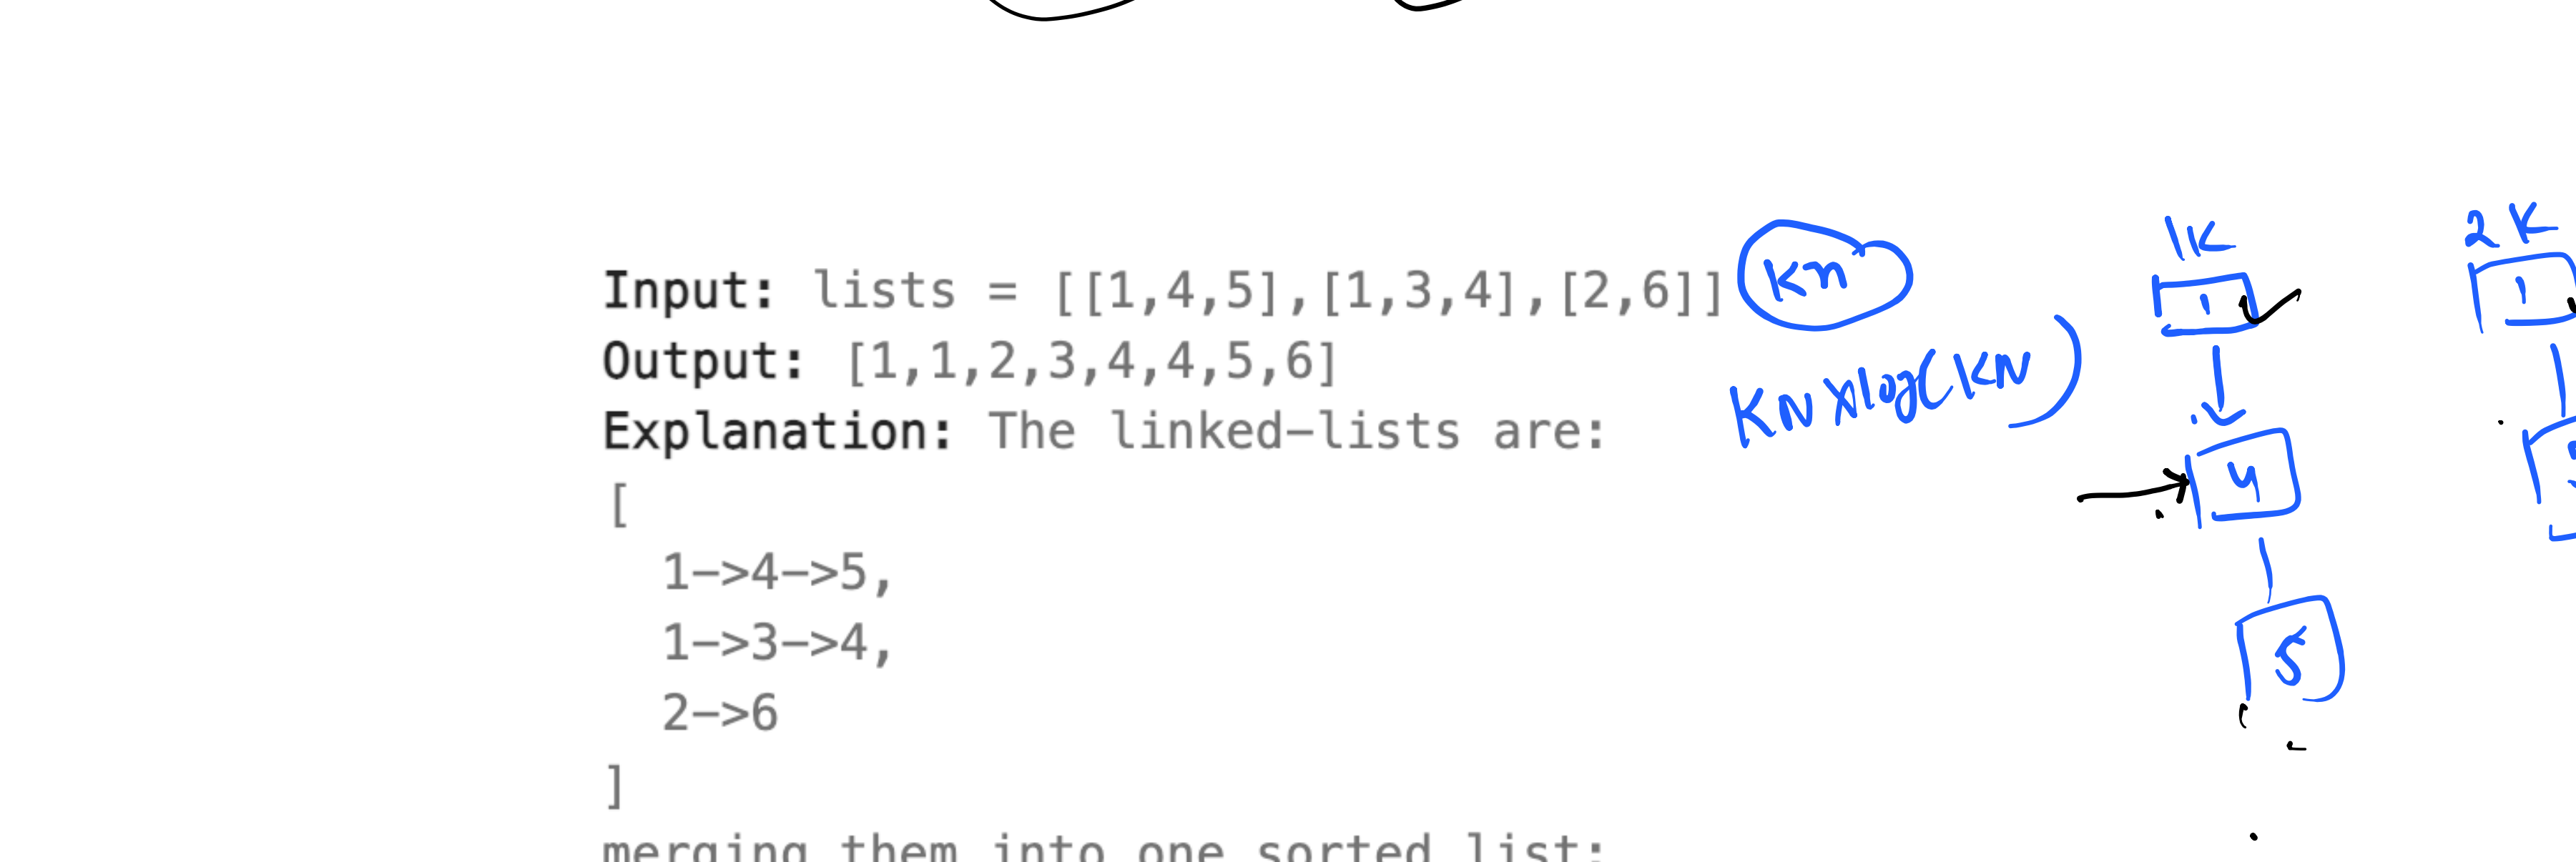 Input: lists = [[1,4,5],[1,3,4],[2,6]]
Output: [1,1,2,3,4,4,5,6]
Explanation: The linked-lists are:
[
1->4->5,
1->3->4,
2->6
]
merging them into one sorted list:
Kn
KN×log(KN)
1K
1
4
5
2K
1